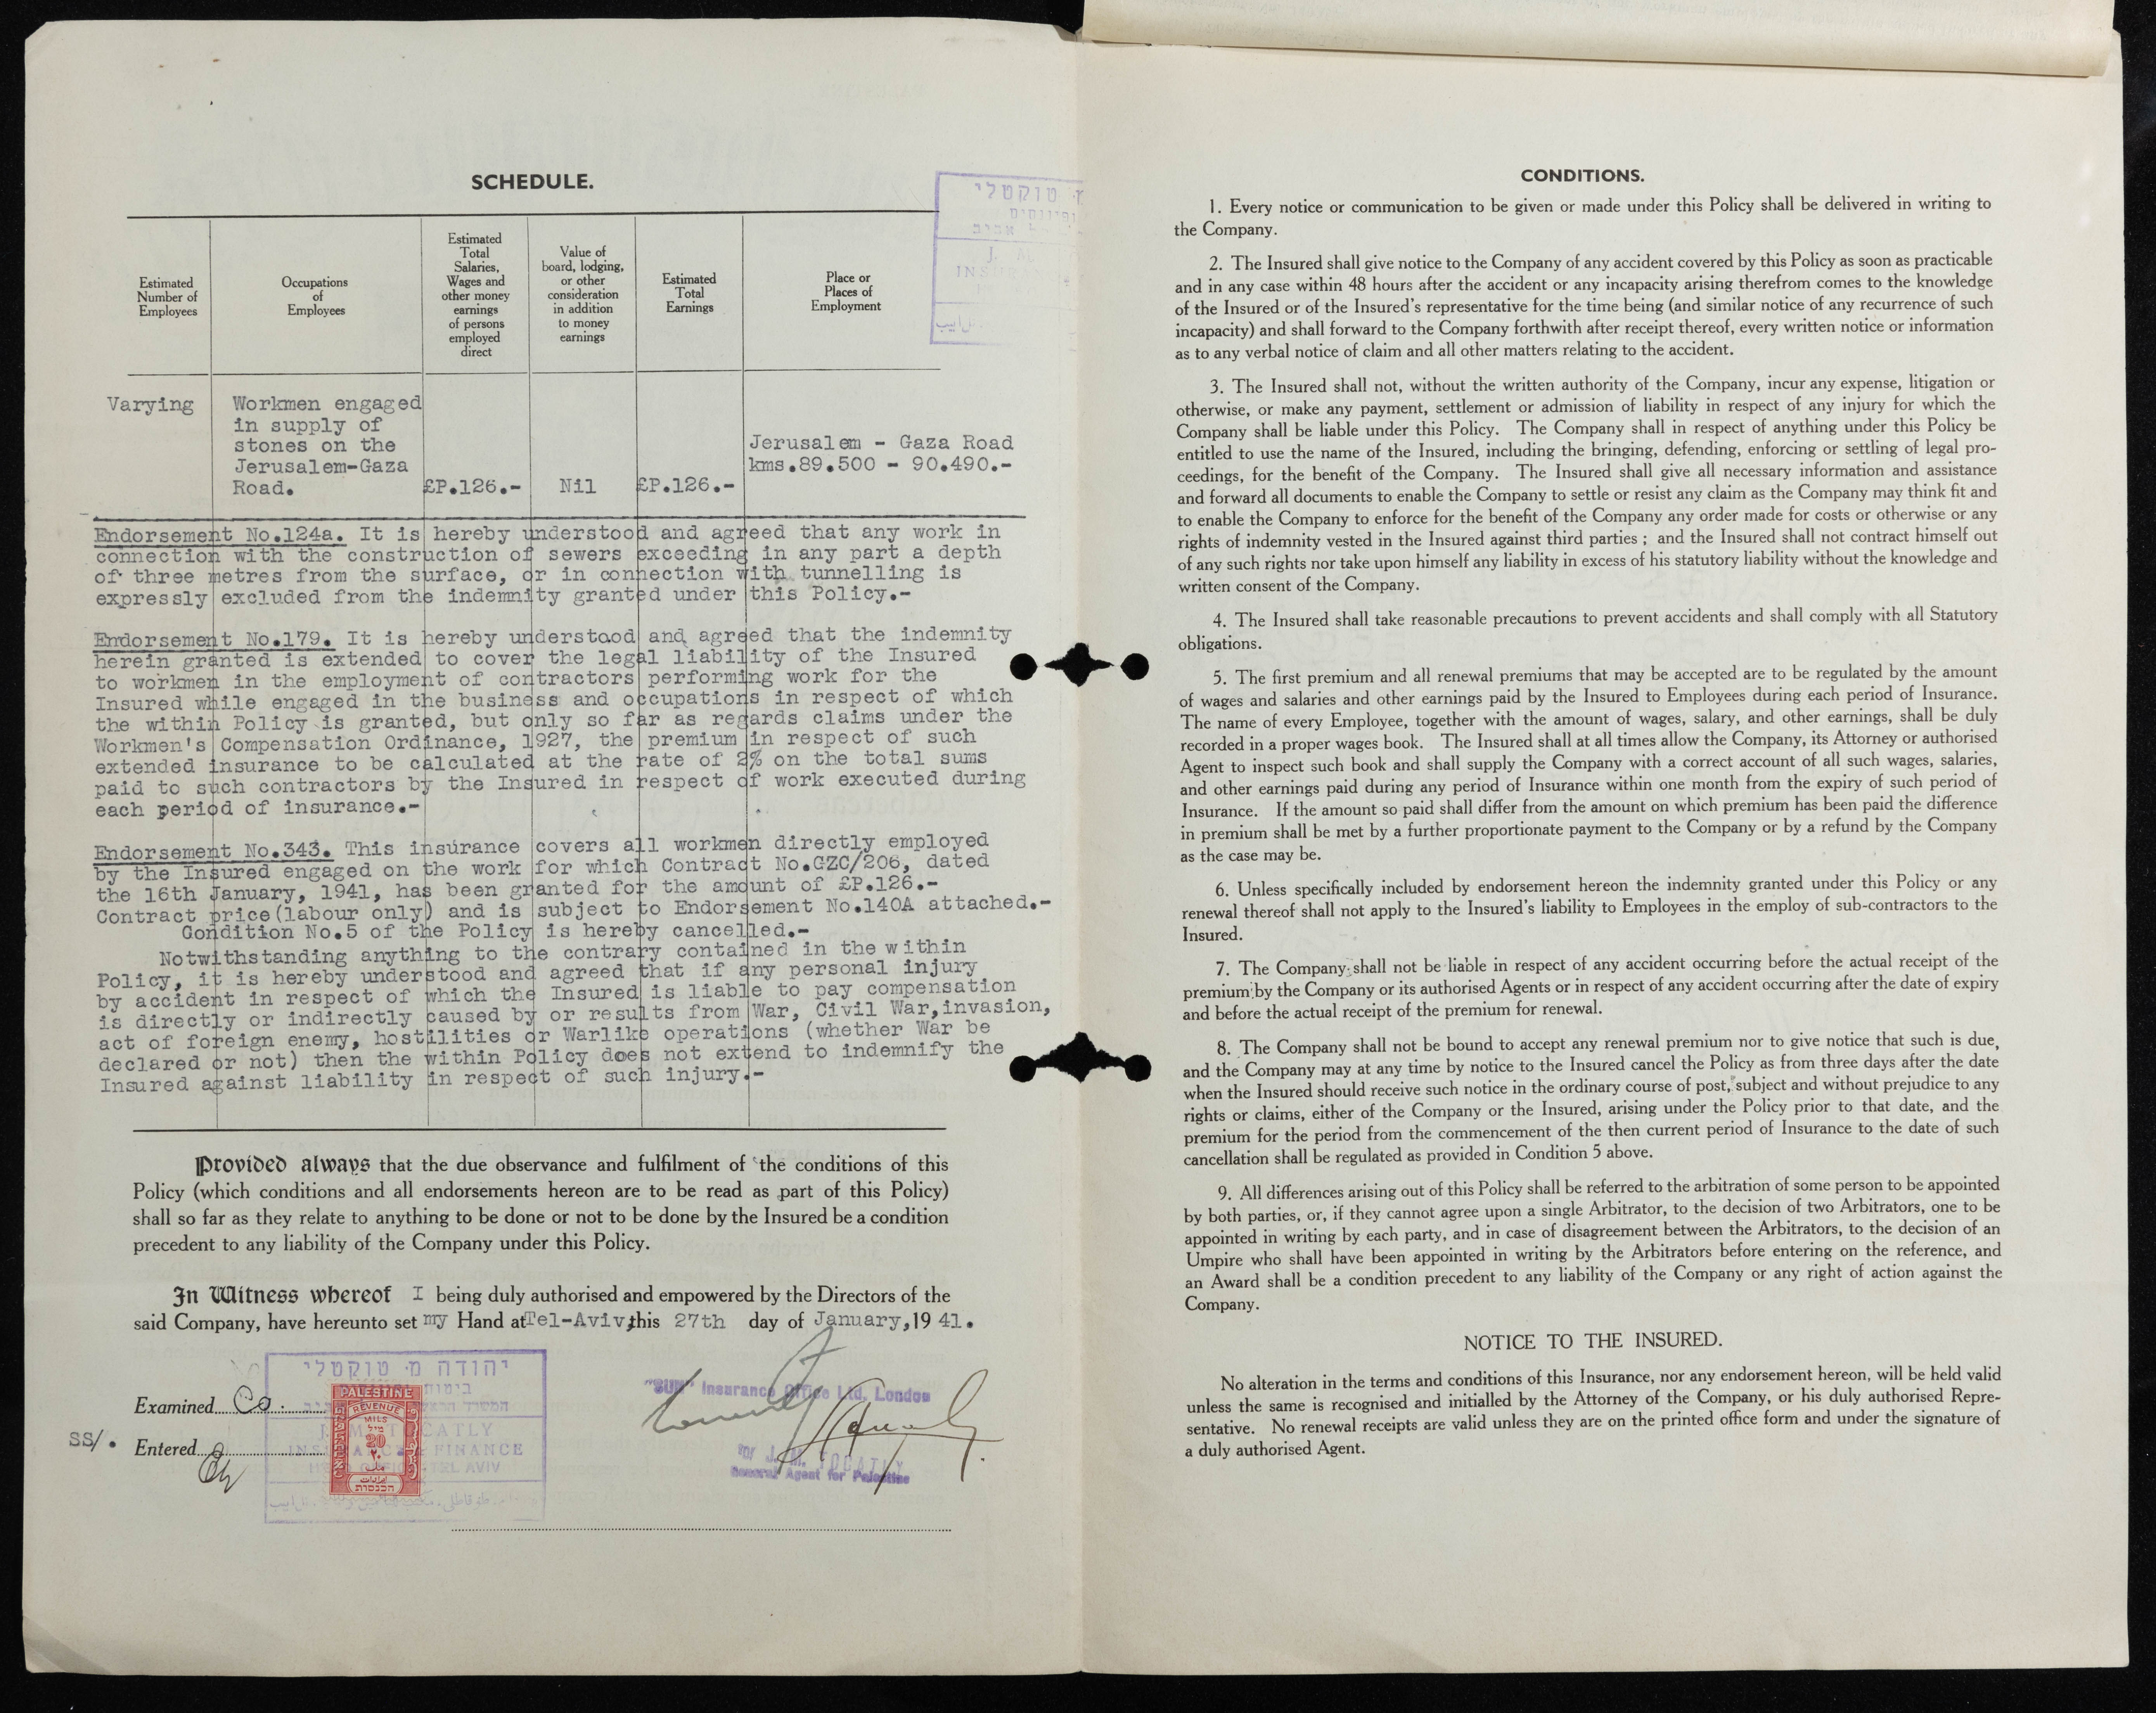 SCHEDULE.
Estimated
Number of
Employees
Occupations
of
Employees
Estimated
Total
Salaries,
Wages and
other money
earnings
of persons
employed
direct
Value of
board, lodging,
or other
consideration
in addition
to money
earnings
Estimated
Total
Earnings
Place or
Places of
Employment
טוקטלי
J. M.
Varying
Workmen engaged
in supply of
stones on the
Jerusalem-Gaza
Road.
£P.126.-
Nil
£P.126.-
Jerusalem - Gaza Road
kms.89.500 - 90.490.-
Endorsement No.124a. It is hereby understood and agreed that any work in
connection with the construction of sewers exceeding in any part a depth
of three metres from the surface, or in connection with tunnelling is
expressly excluded from the indemnity granted under this Policy.-
Endorsement No.179. It is hereby understood and agreed that the indemnity
herein granted is extended to cover the legal liability of the Insured
to workmen in the employment of contractors performing work for the
Insured while engaged in the business and occupations in respect of which
the within Policy is granted, but only so far as regards claims under the
Workmen's Compensation Ordinance, 1927, the premium in respect of such
extended insurance to be calculated at the rate of 2% on the total sums
paid to such contractors by the Insured in respect of work executed during
each period of insurance.-
Endorsement No.343. This insurance covers all workmen directly employed
by the Insured engaged on the work for which Contract No.GZC/206, dated
the 16th January, 1941, has been granted for the amount of £P.126.-
Contract price(labour only) and is subject to Endorsement No.140A attached.-
Condition No.5 of the Policy is hereby cancelled.-
Notwithstanding anything to the contrary contained in the within
Policy, it is hereby understood and agreed that if any personal injury
by accident in respect of which the Insured is liable to pay compensation
is directly or indirectly caused by or results from War, Civil War,invasion,
act of foreign enemy, hostilities or Warlike operations (whether War be
declared or not) then the within Policy does not extend to indemnify the
Insured against liability in respect of such injury.-
Provided always that the due observance and fulfilment of the conditions of this
Policy (which conditions and all endorsements hereon are to be read as part of this Policy)
shall so far as they relate to anything to be done or not to be done by the Insured be a condition
precedent to any liability of the Company under this Policy.
In Witness whereof I being duly authorised and empowered by the Directors of the
said Company, have hereunto set my Hand at Tel-Aviv, this 27th day of January, 1941.
יהודה מ. טוקטלי
J. M. TOCATLY
INSURANCE & FINANCE
HEAD OFFICE TEL AVIV
PALESTINE
REVENUE
MILS
מיל
20
٢٠
הכנסות
"SUN" Insurance Office Ltd, London
J. M. TOCATLY
General Agent for Palestine
Examined
SS/.
Entered
CONDITIONS.
1. Every notice or communication to be given or made under this Policy shall be delivered in writing to
the Company.
2. The Insured shall give notice to the Company of any accident covered by this Policy as soon as practicable
and in any case within 48 hours after the accident or any incapacity arising therefrom comes to the knowledge
of the Insured or of the Insured's representative for the time being (and similar notice of any recurrence of such
incapacity) and shall forward to the Company forthwith after receipt thereof, every written notice or information
as to any verbal notice of claim and all other matters relating to the accident.
3. The Insured shall not, without the written authority of the Company, incur any expense, litigation or
otherwise, or make any payment, settlement or admission of liability in respect of any injury for which the
Company shall be liable under this Policy. The Company shall in respect of anything under this Policy be
entitled to use the name of the Insured, including the bringing, defending, enforcing or settling of legal pro-
ceedings, for the benefit of the Company. The Insured shall give all necessary information and assistance
and forward all documents to enable the Company to settle or resist any claim as the Company may think fit and
to enable the Company to enforce for the benefit of the Company any order made for costs or otherwise or any
rights of indemnity vested in the Insured against third parties ; and the Insured shall not contract himself out
of any such rights nor take upon himself any liability in excess of his statutory liability without the knowledge and
written consent of the Company.
4. The Insured shall take reasonable precautions to prevent accidents and shall comply with all Statutory
obligations.
5. The first premium and all renewal premiums that may be accepted are to be regulated by the amount
of wages and salaries and other earnings paid by the Insured to Employees during each period of Insurance.
The name of every Employee, together with the amount of wages, salary, and other earnings, shall be duly
recorded in a proper wages book. The Insured shall at all times allow the Company, its Attorney or authorised
Agent to inspect such book and shall supply the Company with a correct account of all such wages, salaries,
and other earnings paid during any period of Insurance within one month from the expiry of such period of
Insurance. If the amount so paid shall differ from the amount on which premium has been paid the difference
in premium shall be met by a further proportionate payment to the Company or by a refund by the Company
as the case may be.
6. Unless specifically included by endorsement hereon the indemnity granted under this Policy or any
renewal thereof shall not apply to the Insured's liability to Employees in the employ of sub-contractors to the
Insured.
7. The Company shall not be liable in respect of any accident occurring before the actual receipt of the
premium by the Company or its authorised Agents or in respect of any accident occurring after the date of expiry
and before the actual receipt of the premium for renewal.
8. The Company shall not be bound to accept any renewal premium nor to give notice that such is due,
and the Company may at any time by notice to the Insured cancel the Policy as from three days after the date
when the Insured should receive such notice in the ordinary course of post, subject and without prejudice to any
rights or claims, either of the Company or the Insured, arising under the Policy prior to that date, and the
premium for the period from the commencement of the then current period of Insurance to the date of such
cancellation shall be regulated as provided in Condition 5 above.
9. All differences arising out of this Policy shall be referred to the arbitration of some person to be appointed
by both parties, or, if they cannot agree upon a single Arbitrator, to the decision of two Arbitrators, one to be
appointed in writing by each party, and in case of disagreement between the Arbitrators, to the decision of an
Umpire who shall have been appointed in writing by the Arbitrators before entering on the reference, and
an Award shall be a condition precedent to any liability of the Company or any right of action against the
Company.
NOTICE TO THE INSURED.
No alteration in the terms and conditions of this Insurance, nor any endorsement hereon, will be held valid
unless the same is recognised and initialled by the Attorney of the Company, or his duly authorised Repre-
sentative. No renewal receipts are valid unless they are on the printed office form and under the signature of
a duly authorised Agent.